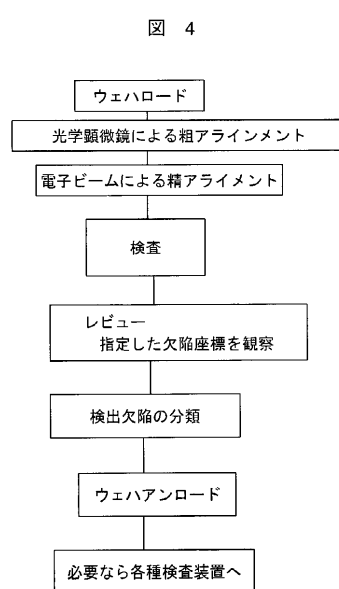 図 4
ウェハロード
光学顕微鏡による粗アラインメント
電子ビームによる精アライメント
検査
レビュー
指定した欠陥座標を観察
検出欠陥の分類
ウェハアンロード
必要なら各種検査装置へ